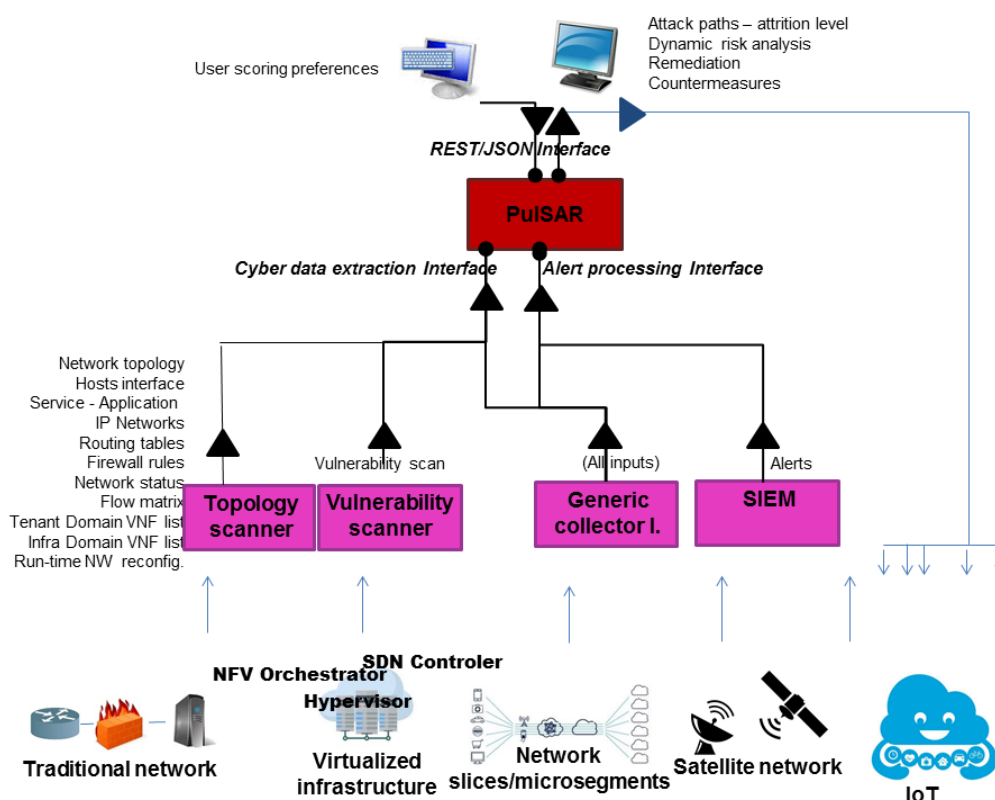 Attack paths – attrition level
Dynamic risk analysis
Remediation
Countermeasures
User scoring preferences
REST/JSON Interface
PulSAR
Cyber data extraction Interface
Alert processing Interface
Network topology
Hosts interface
Service - Application
IP Networks
Routing tables
Firewall rules
Network status
Flow matrix
Tenant Domain VNF list
Infra Domain VNF list
Run-time NW reconfig.
Vulnerability scan
(All inputs)
Alerts
Topology
scanner
Vulnerability
scanner
Generic
collector I.
SIEM
SDN Controler
NFV Orchestrator
Hypervisor
Traditional network
Virtualized
infrastructure
Network
slices/microsegments
Satellite network
IoT